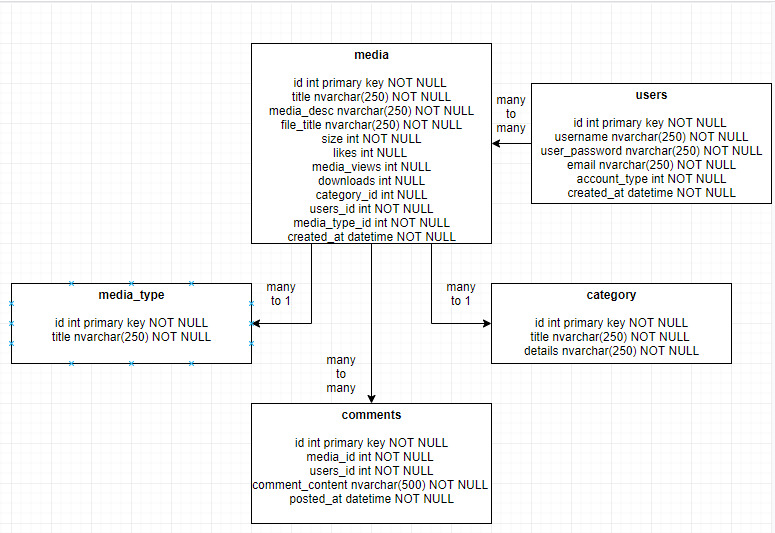 media
id int primary key NOT NULL
title nvarchar(250) NOT NULL
media_desc nvarchar(250) NOT NULL
file_title nvarchar(250) NOT NULL
size int NOT NULL
likes int NULL
media_views int NULL
downloads int NULL
category_id int NULL
users_id int NOT NULL
media_type_id int NOT NULL
created_at datetime NOT NULL
many
to
many
users
id int primary key NOT NULL
username nvarchar(250) NOT NULL
user_password nvarchar(250) NOT NULL
email nvarchar(250) NOT NULL
account_type int NOT NULL
created_at datetime NOT NULL
media_type
id int primary key NOT NULL
title nvarchar(250) NOT NULL
many
to 1
many
to 1
category
id int primary key NOT NULL
title nvarchar(250) NOT NULL
details nvarchar(250) NOT NULL
many
to
many
comments
id int primary key NOT NULL
media_id int NOT NULL
users_id int NOT NULL
comment_content nvarchar(500) NOT NULL
posted_at datetime NOT NULL